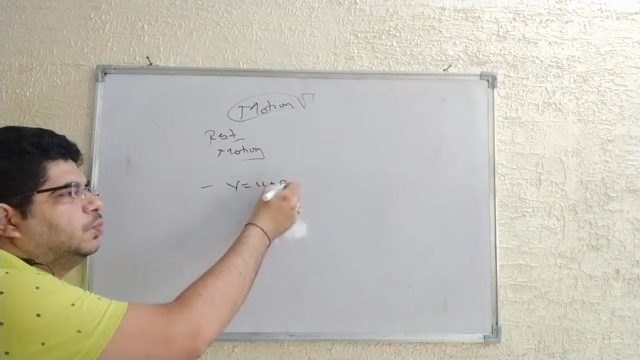 Motion
Rest
Motion
- V = u + a